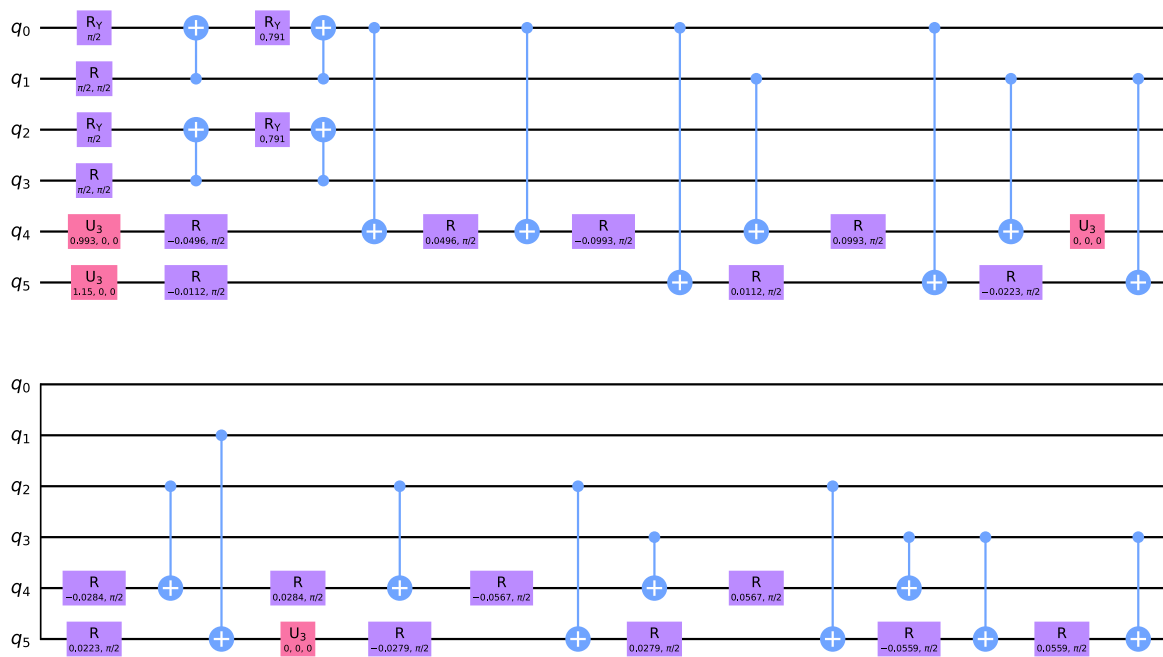 q0 RY π/2 RY 0,791
q1 R π/2, π/2
q2 RY π/2 RY 0,791
q3 R π/2, π/2
q4 U3 0.993, 0, 0 R −0.0496, π/2 R 0.0496, π/2 R −0.0993, π/2 R 0.0993, π/2 U3 0, 0, 0
q5 U3 1.15, 0, 0 R −0.0112, π/2 R 0.0112, π/2 R −0.0223, π/2
q0
q1
q2
q3
q4 R −0.0284, π/2 R 0.0284, π/2 R −0.0567, π/2 R 0.0567, π/2
q5 R 0.0223, π/2 U3 0, 0, 0 R −0.0279, π/2 R 0.0279, π/2 R −0.0559, π/2 R 0.0559, π/2